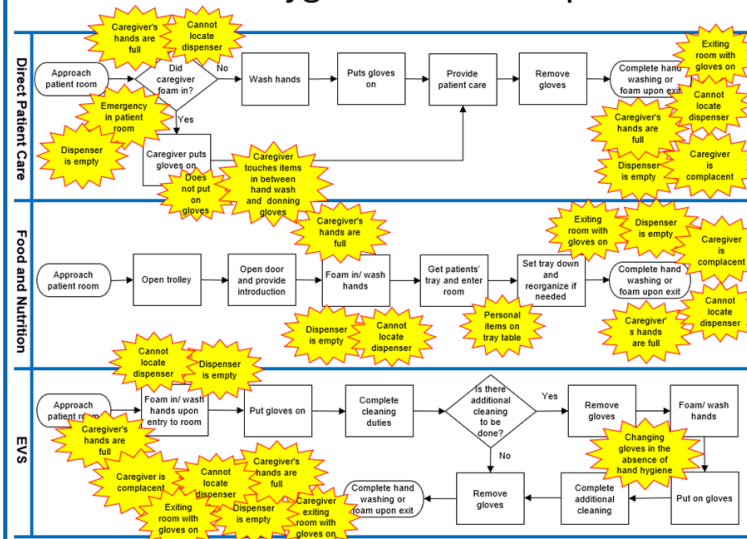 Caregiver's
hands are
full
Cannot
locate
dispenser
Direct Patient Care
Approach
patient room
Did
caregiver
foam in?
No
Yes
Wash hands
Puts gloves
on
Provide
patient care
Remove
gloves
Complete hand
washing or
foam upon exit
Exiting
room with
gloves on
Cannot
locate
dispenser
Caregiver's
hands are
full
Dispenser
is empty
Caregiver
is
complacent
Emergency
in patient
room
Dispenser
is empty
Caregiver puts
gloves on
Does
not put
on
gloves
Caregiver
touches items
in between
hand wash
and donning
gloves
Food and Nutrition
Approach
patient room
Open trolley
Open door
and provide
introduction
Caregiver's
hands are
full
Foam in/ wash
hands
Dispenser
is empty
Cannot
locate
dispenser
Get patients'
tray and enter
room
Personal
items on
tray table
Set tray down
and
reorganize if
needed
Exiting
room with
gloves on
Dispenser
is empty
Caregiver
is
complacent
Complete hand
washing or
foam upon exit
Caregiver'
s hands are
full
Cannot
locate
dispenser
EVS
Cannot
locate
dispenser
Dispenser
is empty
Approach
patient room
Caregiver's
hands are
full
Foam in/ wash
hands upon
entry to room
Put gloves on
Complete
cleaning
duties
Is there
additional
cleaning
to be
done?
Yes
No
Remove
gloves
Foam/ wash
hands
Changing
gloves in the
absence of
hand hygiene
Put on gloves
Complete
additional
cleaning
Remove
gloves
Complete hand
washing or
foam upon exit
Caregiver is
complacent
Cannot
locate
dispenser
Caregiver's
hands are
full
Exiting
room with
gloves on
Dispenser
is empty
Caregiver
exiting
room with
gloves on